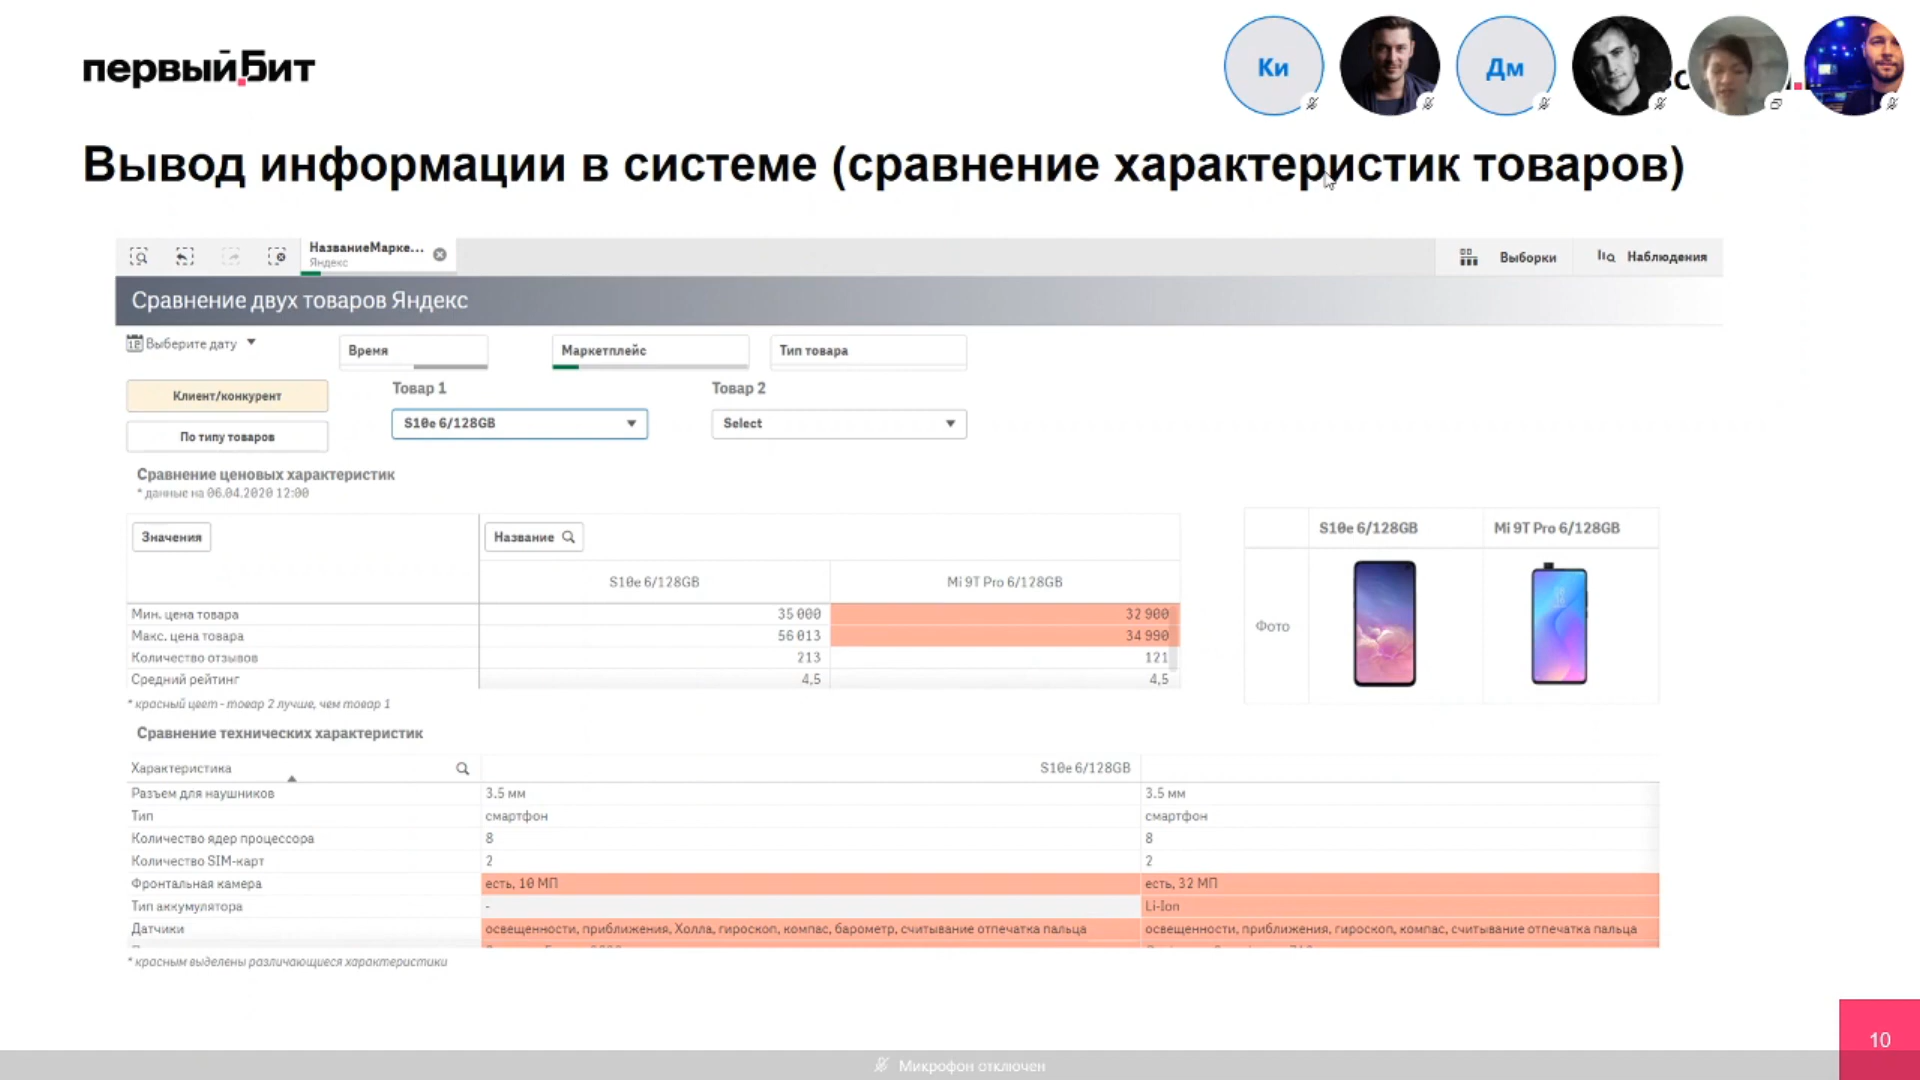 первый.Бит
Ки
Дм
Вывод информации в системе (сравнение характеристик товаров)
НазваниеМарке...
Яндекс
Выборки
Наблюдения
Сравнение двух товаров Яндекс
Выберите дату
Время
Маркетплейс
Тип товара
Клиент/конкурент
Товар 1
Товар 2
S10e 6/128GB
Select
По типу товаров
Сравнение ценовых характеристик
* данные на 06.04.2020 12:00
Значения
Название
S10e 6/128GB
Mi 9T Pro 6/128GB
S10e 6/128GB
Mi 9T Pro 6/128GB
Мин. цена товара 35 000 32 900
Макс. цена товара 56 013 34 990
Количество отзывов 213 121
Средний рейтинг 4,5 4,5
Фото
* красный цвет - товар 2 лучше, чем товар 1
Сравнение технических характеристик
Характеристика S10e 6/128GB
Разъем для наушников 3.5 мм 3.5 мм
Тип смартфон смартфон
Количество ядер процессора 8 8
Количество SIM-карт 2 2
Фронтальная камера есть, 10 МП есть, 32 МП
Тип аккумулятора - Li-Ion
Датчики освещенности, приближения, Холла, гироскоп, компас, барометр, считывание отпечатка пальца освещенности, приближения, гироскоп, компас, считывание отпечатка пальца
* красным выделены различающиеся характеристики
10
Микрофон отключен